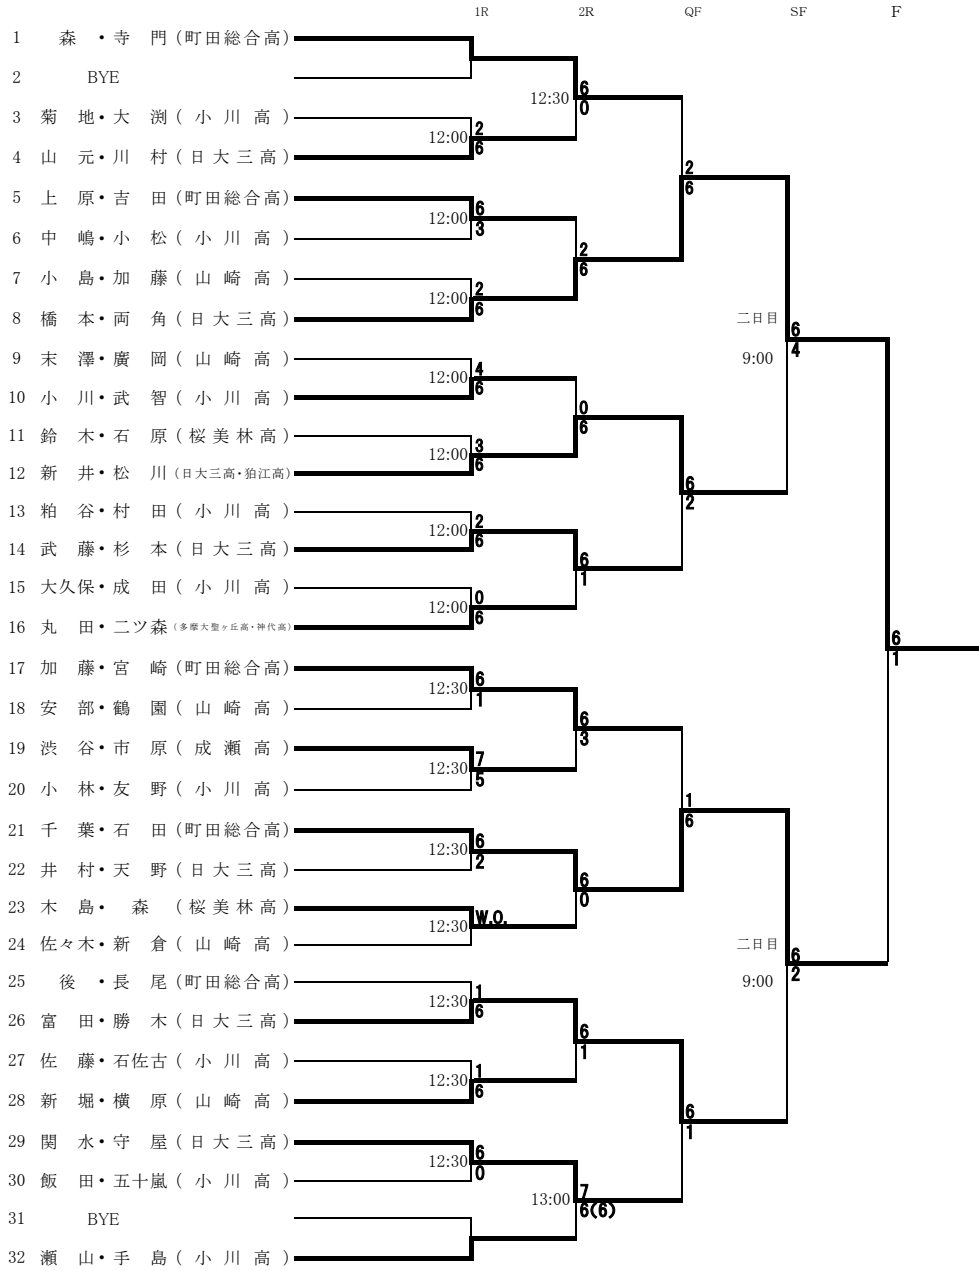 1R 2R QF SF F
1 森 ・寺 門(町田総合高)
2 BYE
12:30
6
0
3 菊 地・大 渕( 小 川 高 )
12:00
2
6
4 山 元・川 村(日 大 三 高)
2
6
5 上 原・吉 田(町田総合高)
12:00
6
3
6 中 嶋・小 松( 小 川 高 )
2
6
7 小 島・加 藤( 山 崎 高 )
12:00
2
6
8 橋 本・両 角(日 大 三 高)
二日目
9:00
6
4
9 末 澤・廣 岡( 山 崎 高 )
12:00
4
6
10 小 川・武 智( 小 川 高 )
0
6
11 鈴 木・石 原(桜 美 林 高)
12:00
3
6
12 新 井・松 川(日大三高・狛江高)
6
2
13 粕 谷・村 田( 小 川 高 )
12:00
2
6
14 武 藤・杉 本(日 大 三 高)
6
1
15 大久保・成 田( 小 川 高 )
12:00
0
6
16 丸 田・二ツ森(多摩大聖ヶ丘高・神代高)
6
1
17 加 藤・宮 崎(町田総合高)
12:30
6
1
18 安 部・鶴 園( 山 崎 高 )
6
3
19 渋 谷・市 原( 成 瀬 高 )
12:30
7
5
20 小 林・友 野( 小 川 高 )
1
6
21 千 葉・石 田(町田総合高)
12:30
6
2
22 井 村・天 野(日 大 三 高)
6
0
23 木 島・ 森 (桜 美 林 高)
12:30
W.O.
24 佐々木・新 倉( 山 崎 高 )
二日目
9:00
6
2
25 後 ・長 尾(町田総合高)
12:30
1
6
26 富 田・勝 木(日 大 三 高)
6
1
27 佐 藤・石佐古( 小 川 高 )
12:30
1
6
28 新 堀・横 原( 山 崎 高 )
6
1
29 関 水・守 屋(日 大 三 高)
12:30
6
0
30 飯 田・五十嵐( 小 川 高 )
13:00
7
6(6)
31 BYE
32 瀬 山・手 島( 小 川 高 )